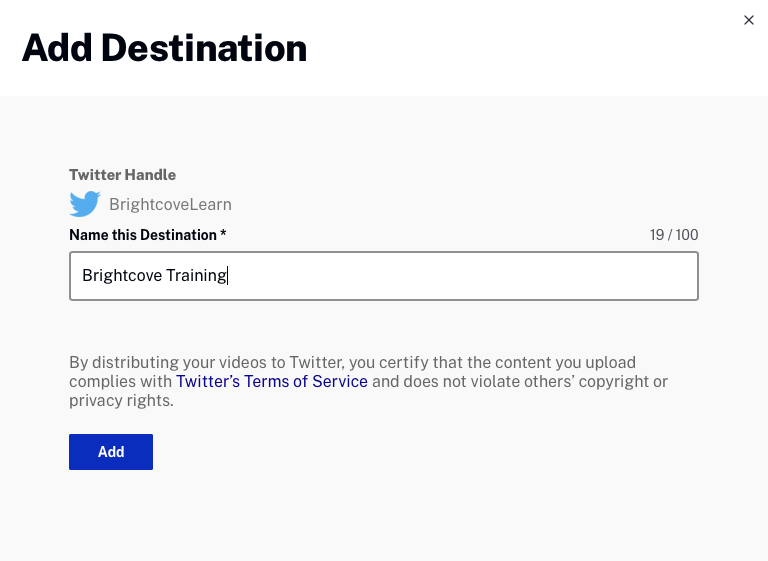 Add Destination
Twitter Handle
BrightcoveLearn
Name this Destination * 19 / 100
Brightcove Training
By distributing your videos to Twitter, you certify that the content you upload
complies with Twitter’s Terms of Service and does not violate others’ copyright or
privacy rights.
Add